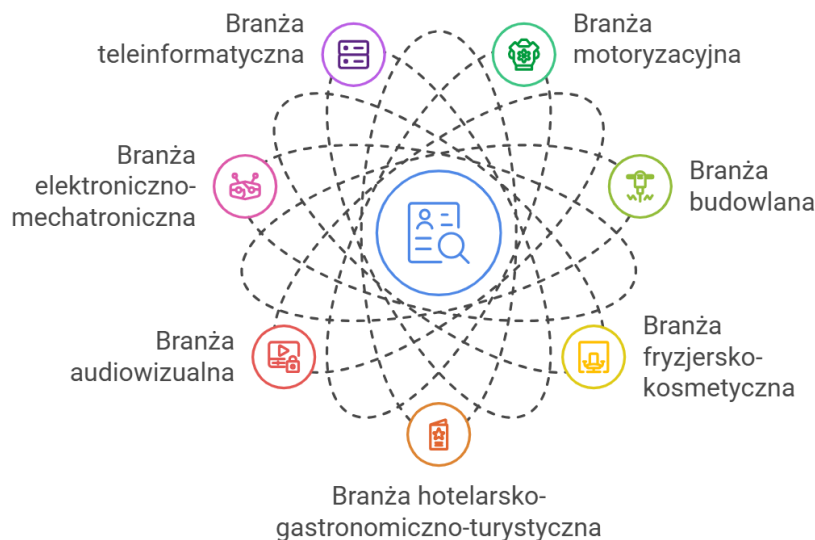 Branża
teleinformatyczna
Branża
motoryzacyjna
Branża
elektroniczno-
mechatroniczna
Branża
budowlana
Branża
audiowizualna
Branża
fryzjersko-
kosmetyczna
Branża hotelarsko-
gastronomiczno-turystyczna